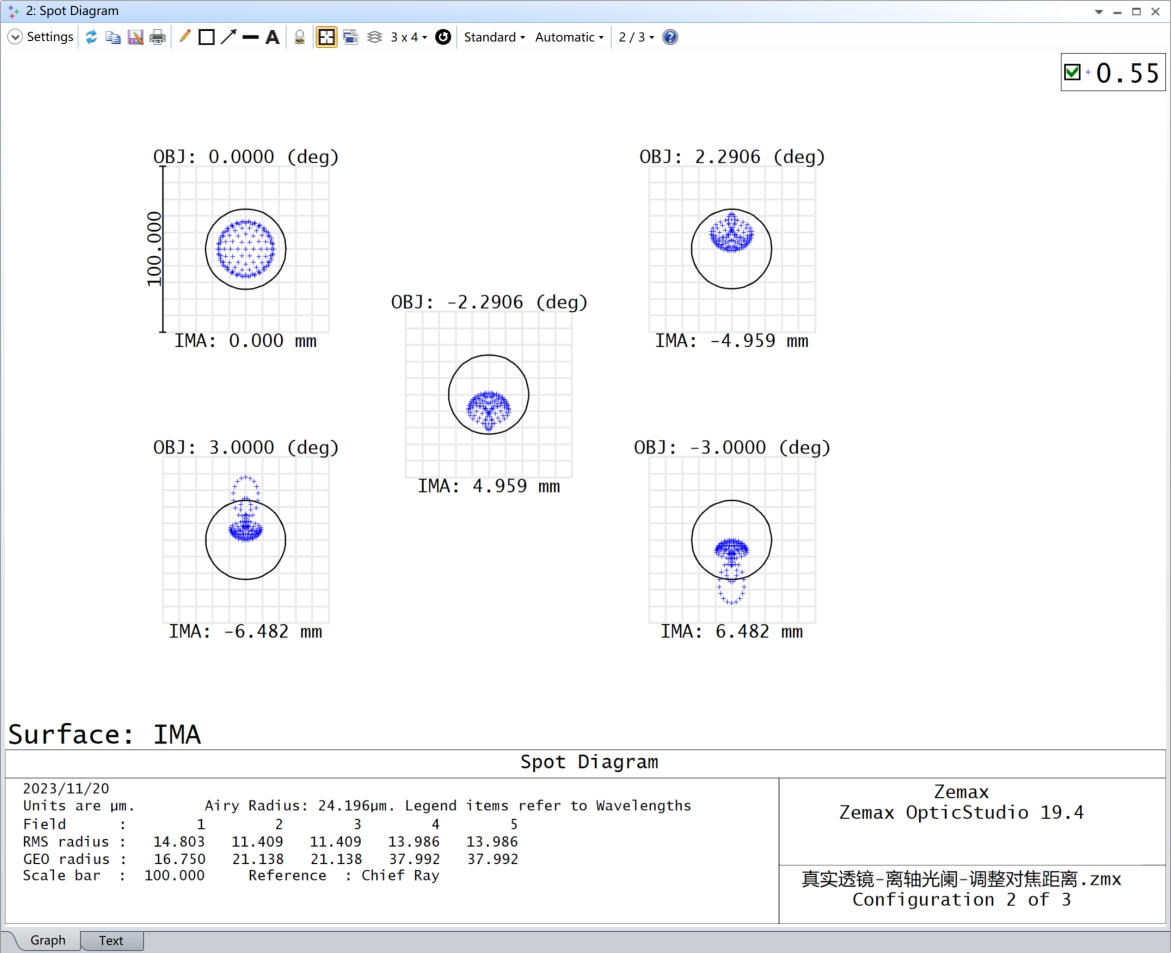 2: Spot Diagram
Settings A 3 x 4 Standard Automatic 2 / 3 ?
0.55
OBJ: 0.0000 (deg)
100.000
IMA: 0.000 mm
OBJ: 2.2906 (deg)
IMA: -4.959 mm
OBJ: -2.2906 (deg)
IMA: 4.959 mm
OBJ: 3.0000 (deg)
IMA: -6.482 mm
OBJ: -3.0000 (deg)
IMA: 6.482 mm
Surface: IMA
Spot Diagram
2023/11/20
Units are µm. Airy Radius: 24.196µm. Legend items refer to Wavelengths
Field : 1 2 3 4 5
RMS radius : 14.803 11.409 11.409 13.986 13.986
GEO radius : 16.750 21.138 21.138 37.992 37.992
Scale bar : 100.000 Reference : Chief Ray
Zemax
Zemax OpticStudio 19.4
真实透镜-离轴光阑-调整对焦距离.zmx
Configuration 2 of 3
Graph Text